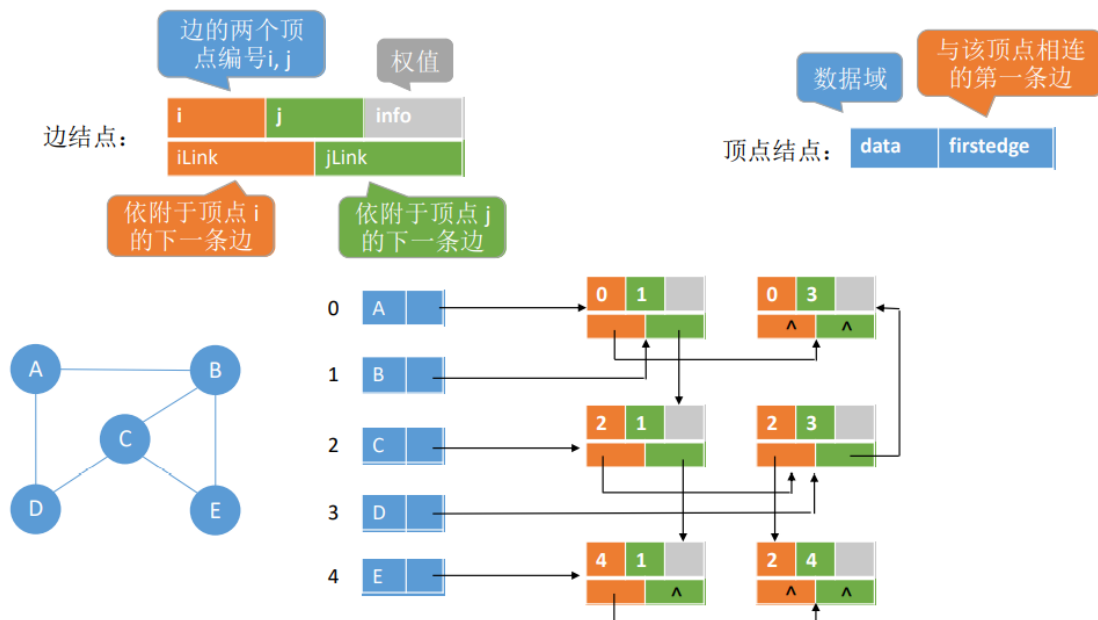 边的两个顶
点编号i, j
权值
与该顶点相连
的第一条边
数据域
边结点：
i
j
info
iLink
jLink
顶点结点：
data
firstedge
依附于顶点 i
的下一条边
依附于顶点 j
的下一条边
0
A
0
1
0
3
^
^
1
B
A
B
C
D
E
2
C
2
1
2
3
3
D
4
E
4
1
^
2
4
^
^